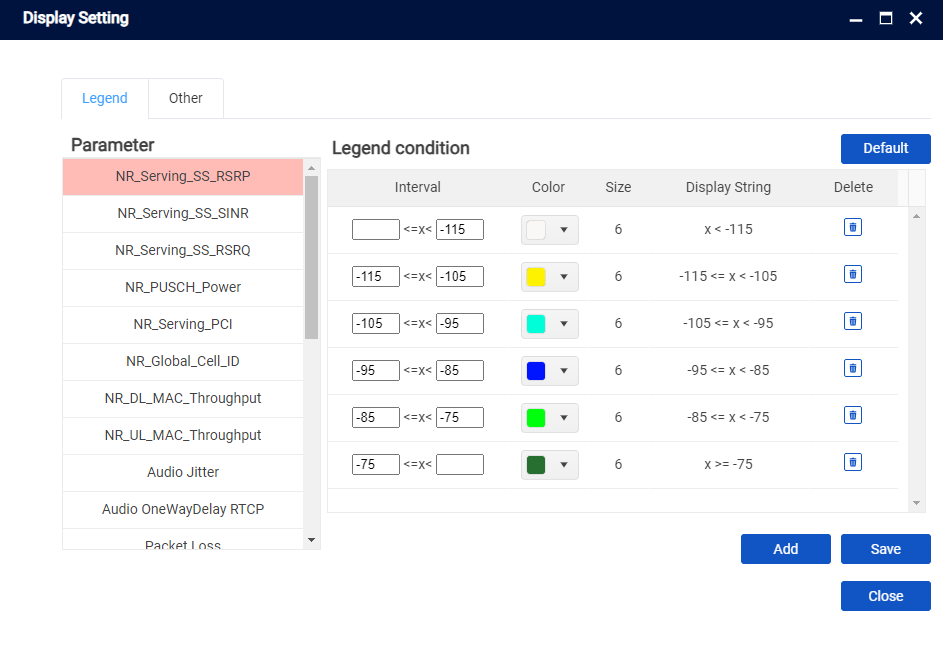 Display Setting
Legend Other
Parameter
NR_Serving_SS_RSRP
NR_Serving_SS_SINR
NR_Serving_SS_RSRQ
NR_PUSCH_Power
NR_Serving_PCI
NR_Global_Cell_ID
NR_DL_MAC_Throughput
NR_UL_MAC_Throughput
Audio Jitter
Audio OneWayDelay RTCP
Packet Loss
Legend condition
Default
Interval Color Size Display String Delete
<=x< -115 6 x < -115
-115 <=x< -105 6 -115 <= x < -105
-105 <=x< -95 6 -105 <= x < -95
-95 <=x< -85 6 -95 <= x < -85
-85 <=x< -75 6 -85 <= x < -75
-75 <=x< 6 x >= -75
Add Save
Close